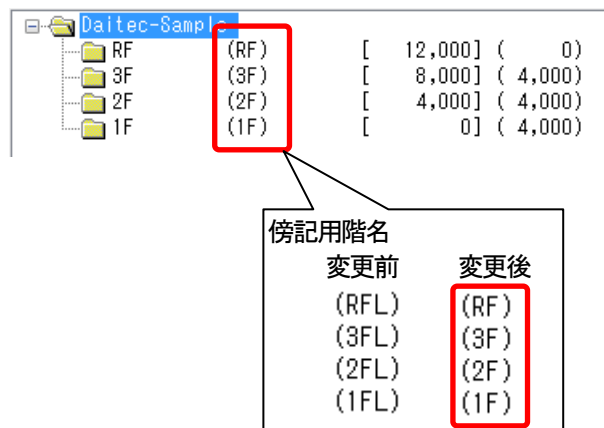 Daitec-Sample
RF (RF) [ 12,000] ( 0)
3F (3F) [ 8,000] ( 4,000)
2F (2F) [ 4,000] ( 4,000)
1F (1F) [ 0] ( 4,000)
傍記用階名
変更前 変更後
(RFL) (RF)
(3FL) (3F)
(2FL) (2F)
(1FL) (1F)